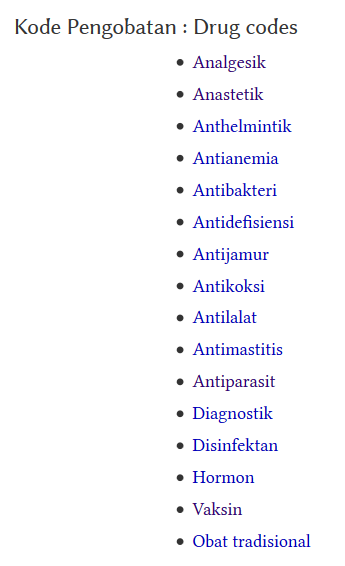 Kode Pengobatan : Drug codes
Analgesik
Anastetik
Anthelmintik
Antianemia
Antibakteri
Antidefisiensi
Antijamur
Antikoksi
Antilalat
Antimastitis
Antiparasit
Diagnostik
Disinfektan
Hormon
Vaksin
Obat tradisional